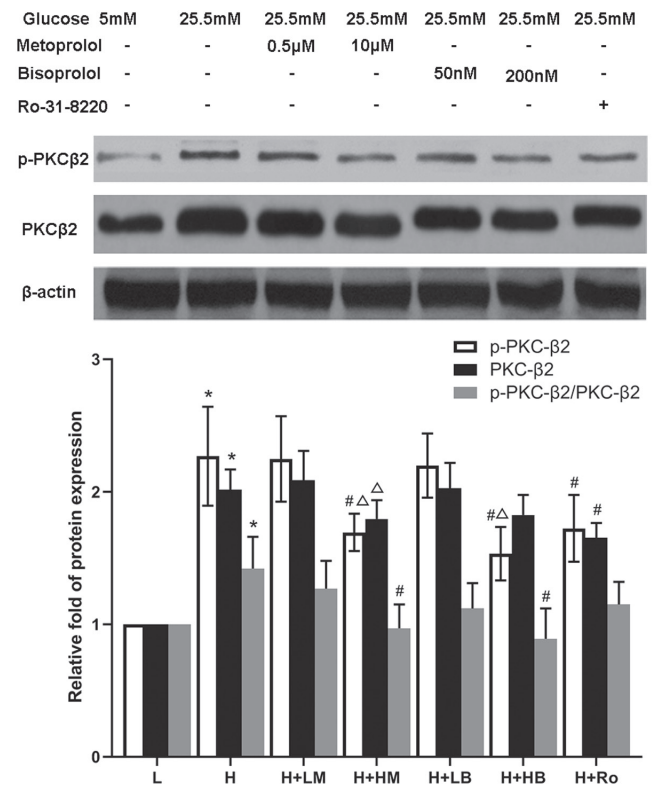 Glucose 5mM 25.5mM 25.5mM 25.5mM 25.5mM 25.5mM 25.5mM
Metoprolol - - 0.5μM 10μM - - -
Bisoprolol - - - - 50nM 200nM -
Ro-31-8220 - - - - - - +
p-PKCβ2
PKCβ2
β-actin
p-PKC-β2
PKC-β2
p-PKC-β2/PKC-β2
Relative fold of protein expression
3
2
1
0
* * *
# △ △ #
# △ #
# #
L H H+LM H+HM H+LB H+HB H+Ro